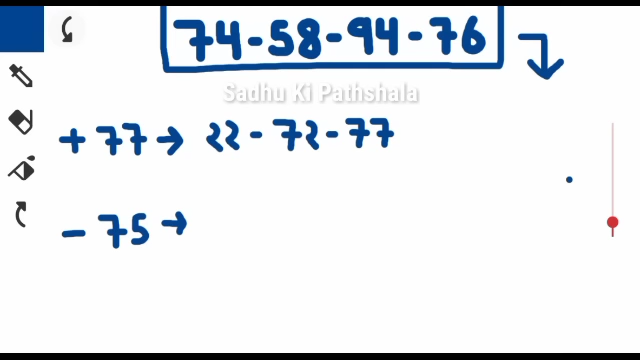 74-58-94-76
Sadhu Ki Pathshala
+ 77 → 22 - 72 - 77
- 75 →